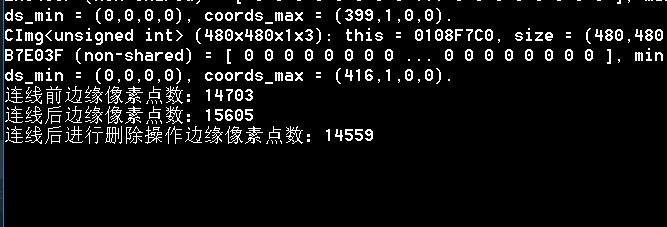 ds_min = (0,0,0,0), coords_max = (399,1,0,0).
CImg<unsigned int> (480x480x1x3): this = 0108F7C0, size = (480,480
B7E03F (non-shared) = [ 0 0 0 0 0 0 0 0 ... 0 0 0 0 0 0 0 0 ], min
ds_min = (0,0,0,0), coords_max = (416,1,0,0).
连线前边缘像素点数：14703
连线后边缘像素点数：15605
连线后进行删除操作边缘像素点数：14559